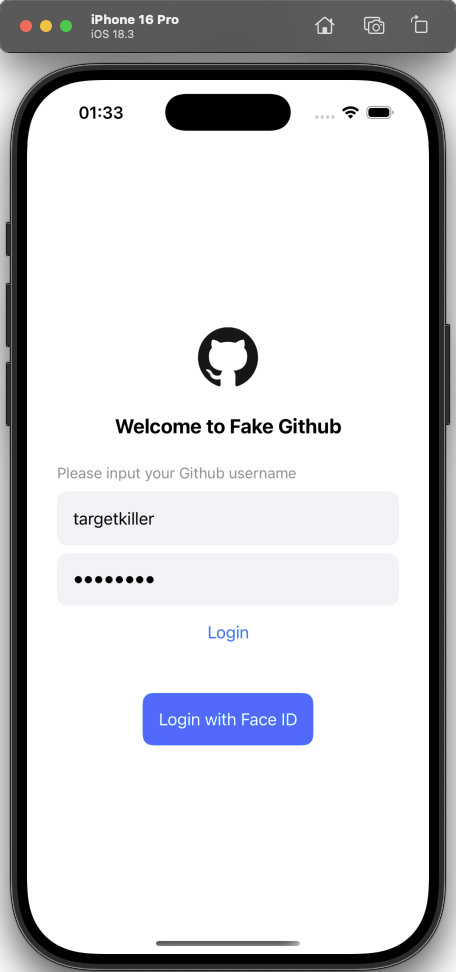 iPhone 16 Pro
iOS 18.3
01:33
Welcome to Fake Github
Please input your Github username
targetkiller
••••••••
Login
Login with Face ID